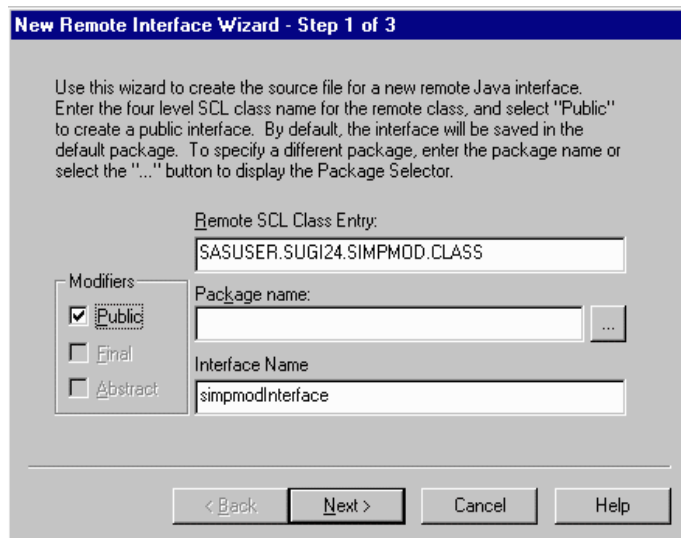 New Remote Interface Wizard - Step 1 of 3
Use this wizard to create the source file for a new remote Java interface.
Enter the four level SCL class name for the remote class, and select "Public"
to create a public interface.  By default, the interface will be saved in the
default package.  To specify a different package, enter the package name or
select the "..." button to display the Package Selector.
Remote SCL Class Entry:
SASUSER.SUGI24.SIMPMOD.CLASS
Modifiers
Public
Final
Abstract
Package name:
...
Interface Name
simpmodInterface
< Back
Next >
Cancel
Help